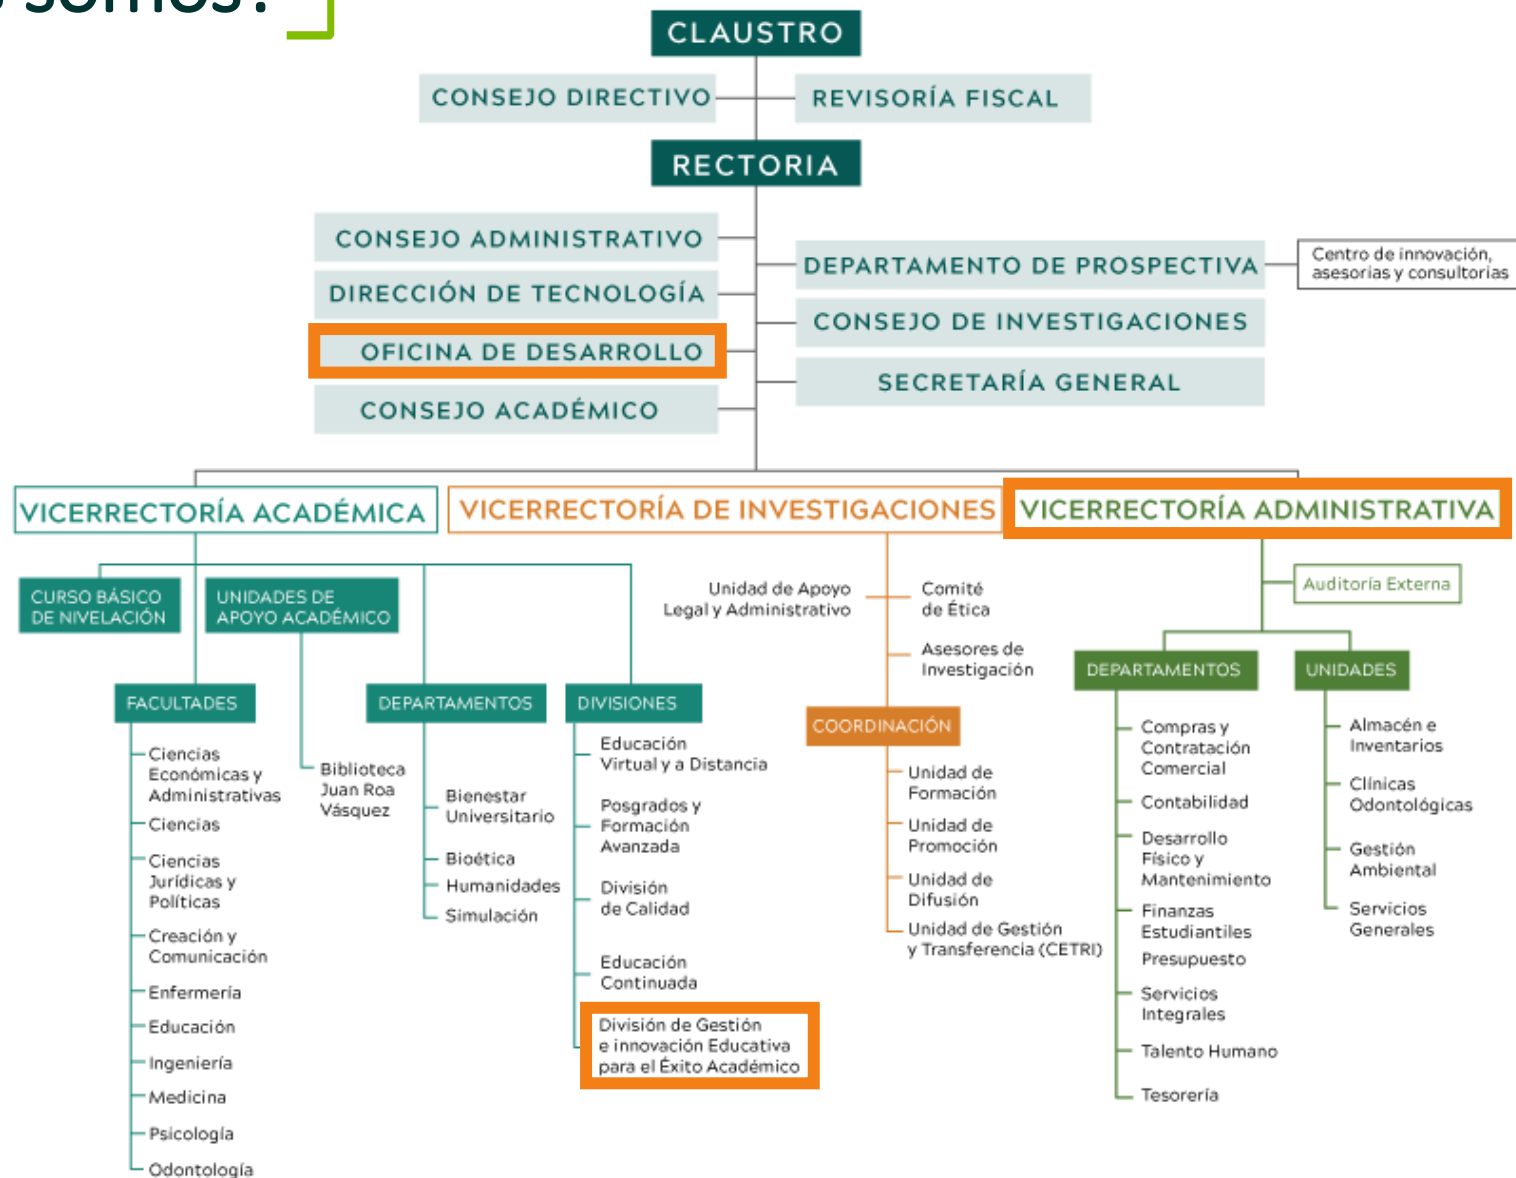 somos?
CLAUSTRO
CONSEJO DIRECTIVO
REVISORÍA FISCAL
RECTORIA
CONSEJO ADMINISTRATIVO
DIRECCIÓN DE TECNOLOGÍA
OFICINA DE DESARROLLO
CONSEJO ACADÉMICO
DEPARTAMENTO DE PROSPECTIVA
Centro de innovación,
asesorias y consultorias
CONSEJO DE INVESTIGACIONES
SECRETARÍA GENERAL
VICERRECTORÍA ACADÉMICA
CURSO BÁSICO
DE NIVELACIÓN
UNIDADES DE
APOYO ACADÉMICO
FACULTADES
Ciencias
Económicas y
Administrativas
Ciencias
Ciencias
Jurídicas y
Políticas
Creación y
Comunicación
Enfermería
Educación
Ingeniería
Medicina
Psicología
Odontología
Biblioteca
Juan Roa
Vásquez
DEPARTAMENTOS
Bienestar
Universitario
Bioética
Humanidades
Simulación
DIVISIONES
Educación
Virtual y a Distancia
Posgrados y
Formación
Avanzada
División
de Calidad
Educación
Continuada
División de Gestión
e innovación Educativa
para el Éxito Académico
VICERRECTORÍA DE INVESTIGACIONES
Unidad de Apoyo
Legal y Administrativo
Comité
de Ética
Asesores de
Investigación
COORDINACIÓN
Unidad de
Formación
Unidad de
Promoción
Unidad de
Difusión
Unidad de Gestión
y Transferencia (CETRI)
VICERRECTORÍA ADMINISTRATIVA
Auditoría Externa
DEPARTAMENTOS
Compras y
Contratación
Comercial
Contabilidad
Desarrollo
Físico y
Mantenimiento
Finanzas
Estudiantiles
Presupuesto
Servicios
Integrales
Talento Humano
Tesorería
UNIDADES
Almacén e
Inventarios
Clínicas
Odontológicas
Gestión
Ambiental
Servicios
Generales